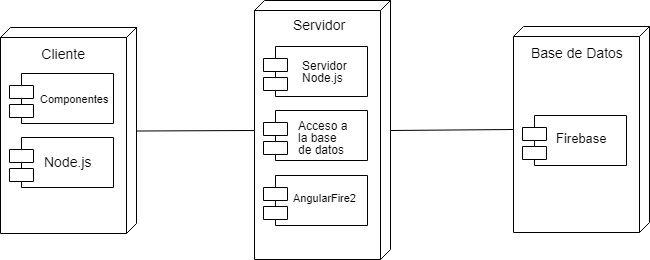 Cliente
Componentes
Node.js
Servidor
Servidor
Node.js
Acceso a
la base
de datos
AngularFire2
Base de Datos
Firebase